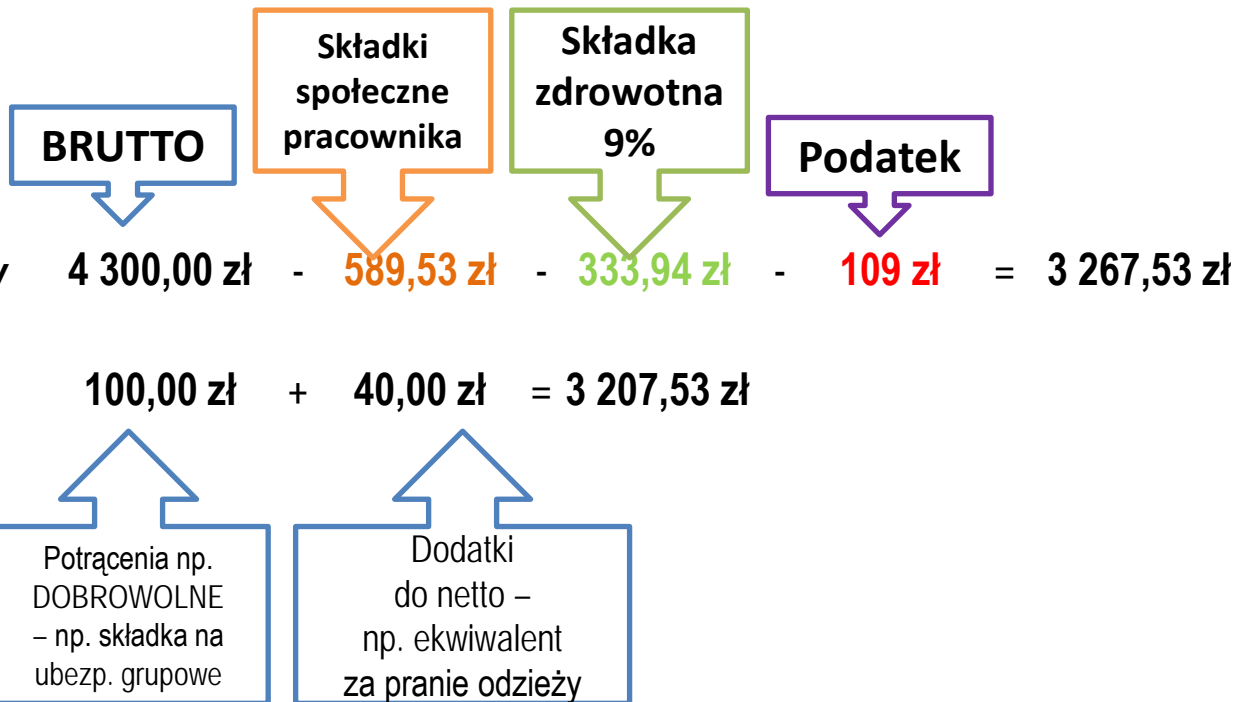 Składki
społeczne
pracownika
Składka
zdrowotna
9%
BRUTTO
Podatek
4 300,00 zł - 589,53 zł - 333,94 zł - 109 zł = 3 267,53 zł
100,00 zł + 40,00 zł = 3 207,53 zł
Potrącenia np.
DOBROWOLNE
– np. składka na
ubezp. grupowe
Dodatki
do netto –
np. ekwiwalent
za pranie odzieży